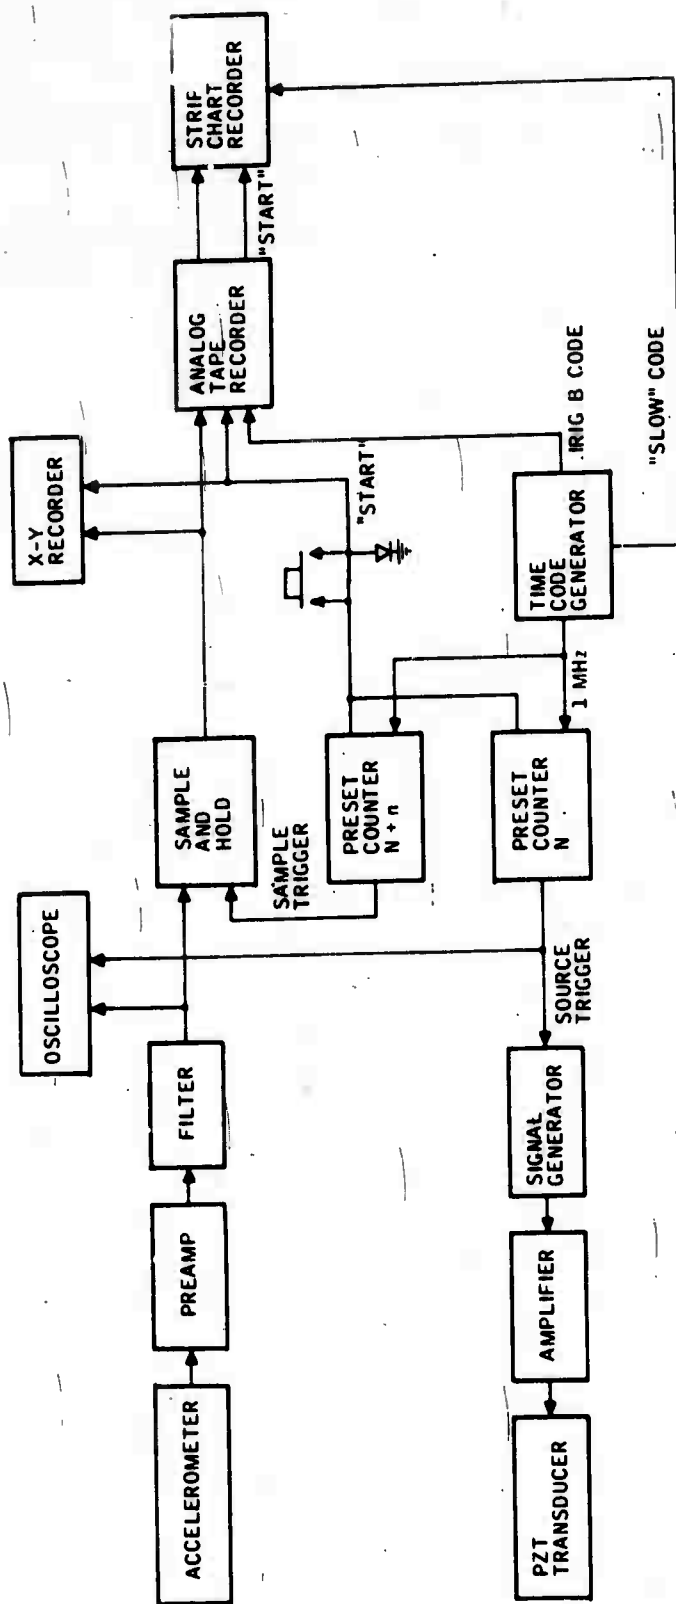 OSCILLOSCOPE
X-Y
RECORDER
ACCELEROMETER
PREAMP
FILTER
SAMPLE
AND
HOLD
ANALOG
TAPE
RECORDER
STRIF
CHART
RECORDER
"START"
SAMPLE
TRIGGER
PRESET
COUNTER
N + n
"START"
PZT
TRANSDUCER
AMPLIFIER
SIGNAL
GENERATOR
SOURCE
TRIGGER
PRESET
COUNTER
N
1 MHz
TIME
CODE
GENERATOR
IRIG B CODE
"SLOW" CODE